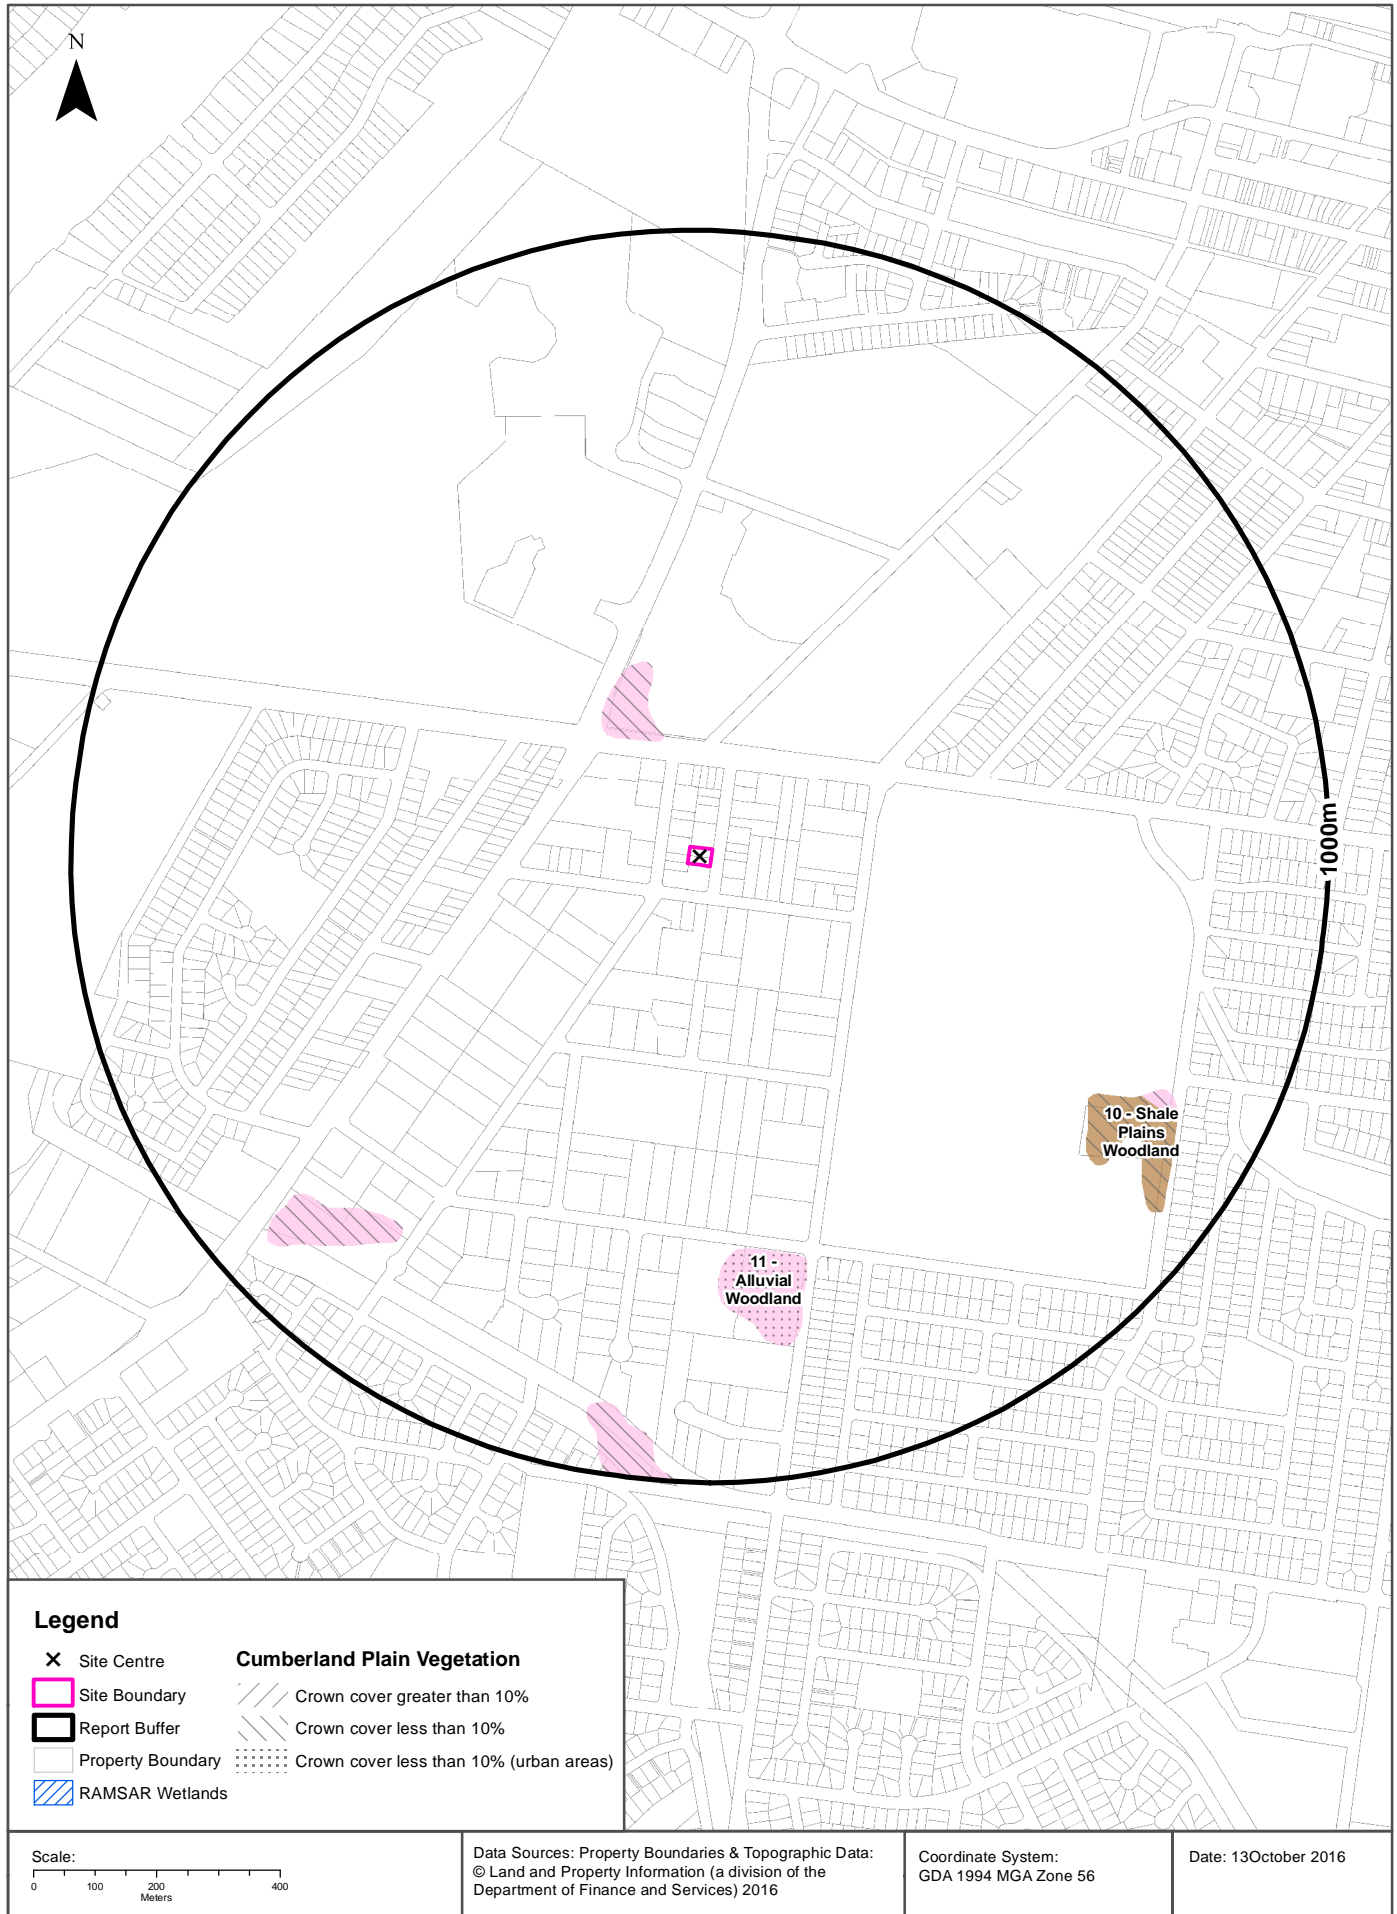 N
1000m
10 - Shale
Plains
Woodland
11 -
Alluvial
Woodland
Legend
Site Centre
Site Boundary
Report Buffer
Property Boundary
RAMSAR Wetlands
Cumberland Plain Vegetation
Crown cover greater than 10%
Crown cover less than 10%
Crown cover less than 10% (urban areas)
Scale:
0 100 200 400
Meters
Data Sources: Property Boundaries & Topographic Data:
© Land and Property Information (a division of the
Department of Finance and Services) 2016
Coordinate System:
GDA 1994 MGA Zone 56
Date: 13October 2016